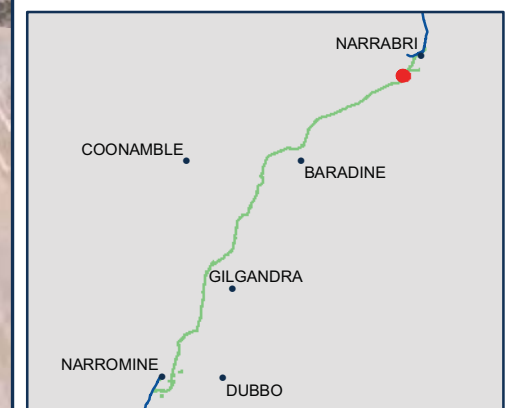 NARRABRI
COONAMBLE
BARADINE
GILGANDRA
NARROMINE
DUBBO